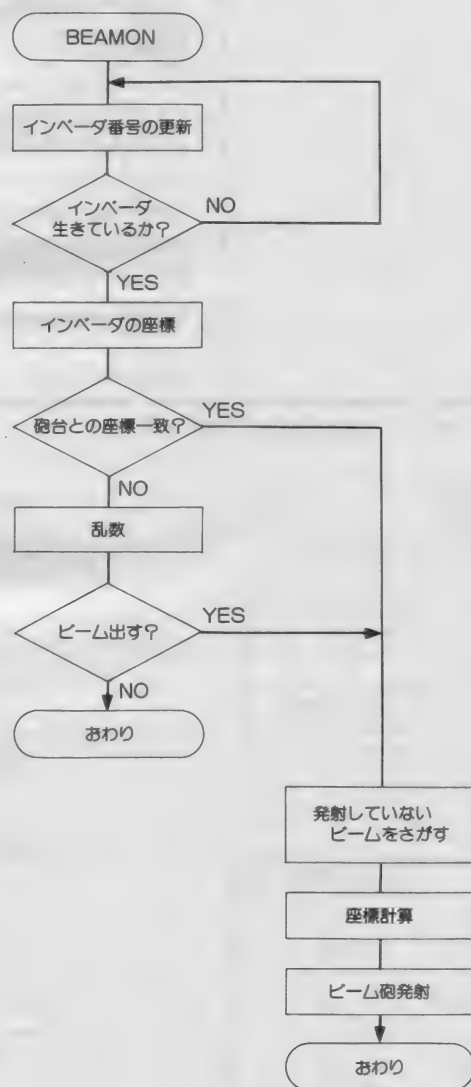 BEAMON
インベーダ番号の更新
インベーダ
生きているか?
NO
YES
インベーダの座標
砲台との座標一致?
YES
NO
乱数
ビーム出す?
YES
NO
おわり
発射していない
ビームをさがす
座標計算
ビーム砲発射
おわり